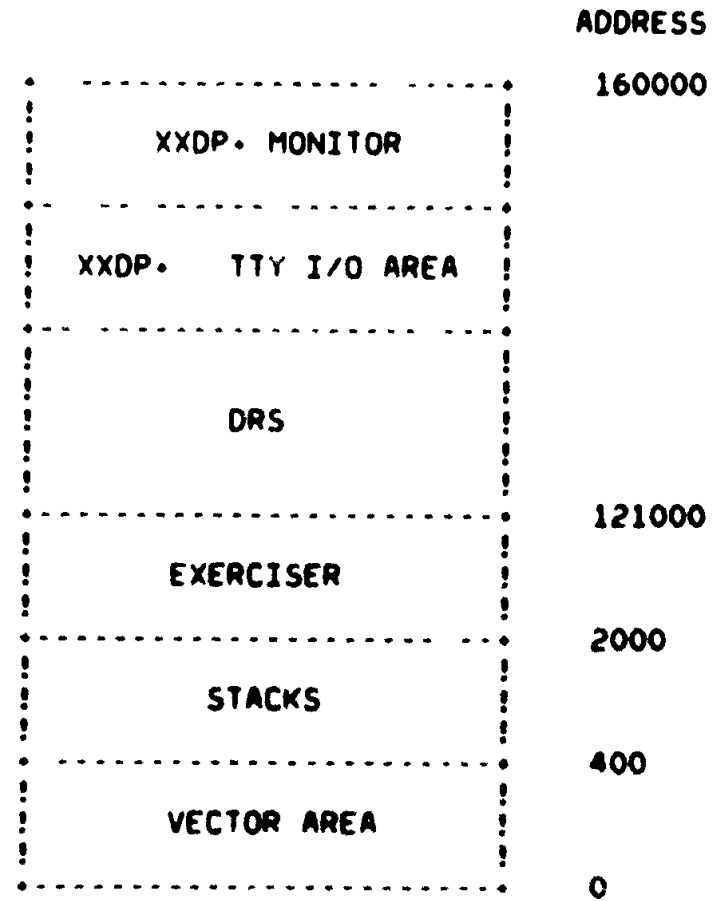 ADDRESS
160000
XXDP. MONITOR
XXDP. TTY I/O AREA
DRS
121000
EXERCISER
2000
STACKS
400
VECTOR AREA
0